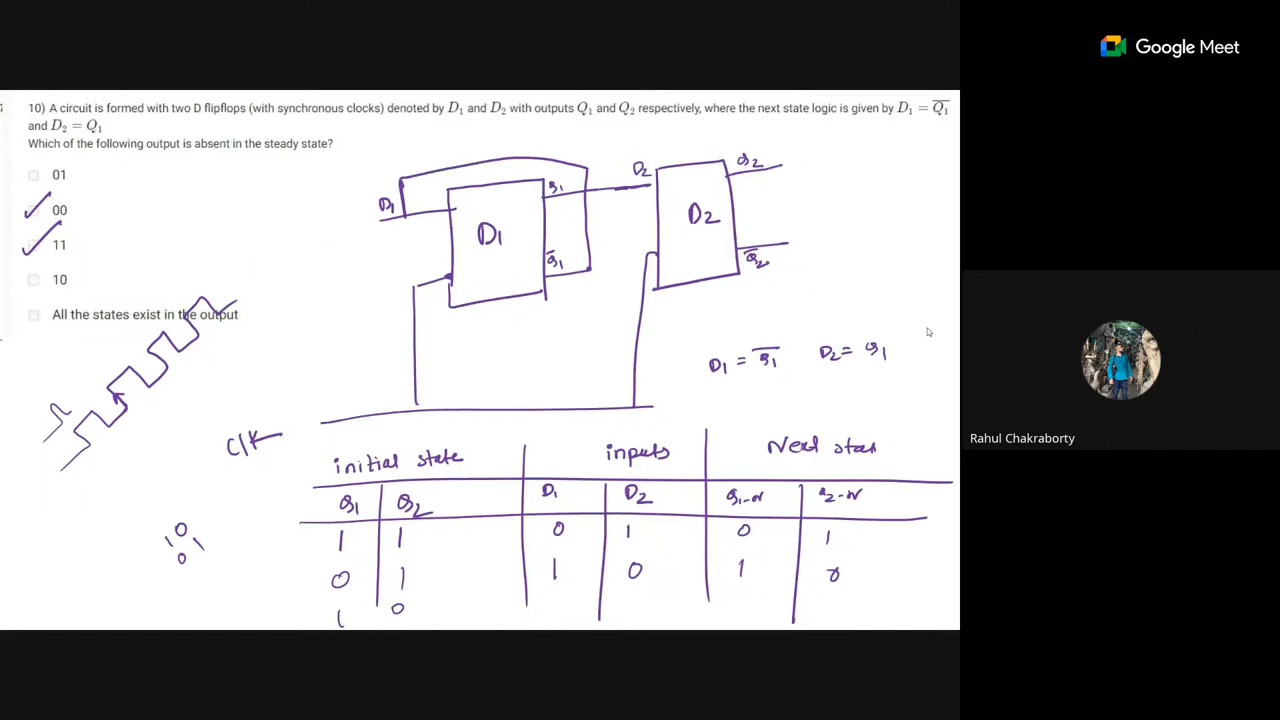 Google Meet
10) A circuit is formed with two D flipflops (with synchronous clocks) denoted by D₁ and D₂ with outputs Q₁ and Q₂ respectively, where the next state logic is given by D₁ = Q̅₁
and D₂ = Q₁
Which of the following output is absent in the steady state?
01
00
11
10
All the states exist in the output
D₁ Q₁ D₂ Q₂
D₁ D₂
Q̅₁ Q̅₂
D₁ = Q̅₁ D₂ = Q₁
Rahul Chakraborty
Clk
initial state inputs Next stat
Q₁ Q₂ D₁ D₂ Q₁-N Q₂-N
1 1 0 1 0 1
0 1 1 0 1 0
1 0
10
01